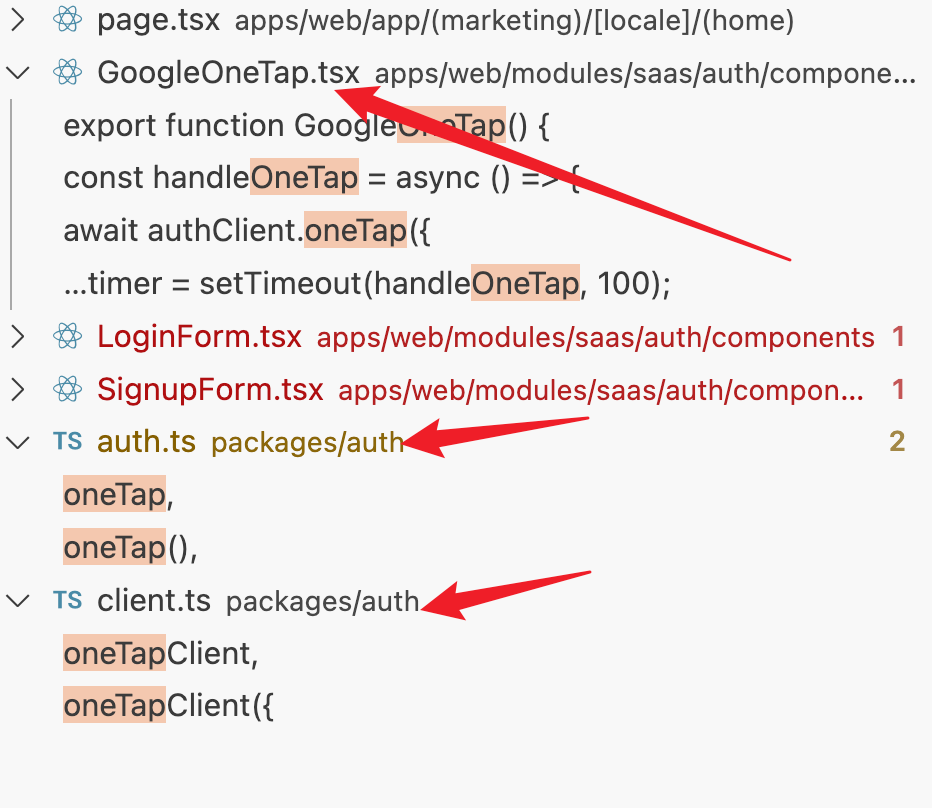 page.tsx apps/web/app/(marketing)/[locale]/(home)
GoogleOneTap.tsx apps/web/modules/saas/auth/compone...
export function GoogleOneTap() {
const handleOneTap = async () => {
await authClient.oneTap({
...timer = setTimeout(handleOneTap, 100);
LoginForm.tsx apps/web/modules/saas/auth/components 1
SignupForm.tsx apps/web/modules/saas/auth/compon... 1
TS auth.ts packages/auth 2
oneTap,
oneTap(),
TS client.ts packages/auth
oneTapClient,
oneTapClient({